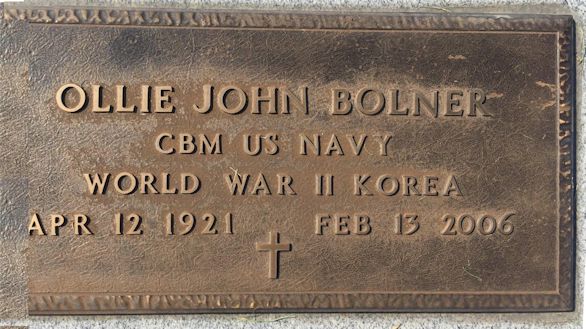 OLLIE JOHN BOLNER
CBM US NAVY
WORLD WAR II KOREA
APR 12 1921 FEB 13 2006